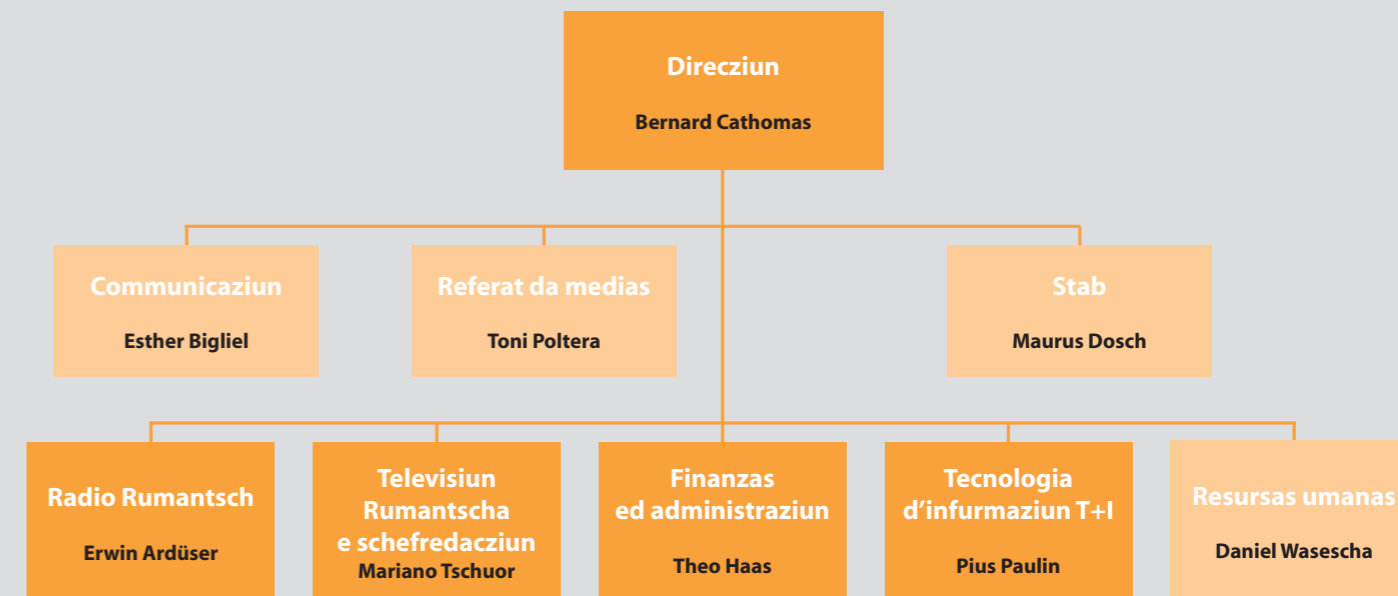 Direcziun
Bernard Cathomas
Communicaziun
Esther Bigliel
Referat da medias
Toni Poltera
Stab
Maurus Dosch
Radio Rumantsch
Erwin Ardüser
Televisiun
Rumantscha
e schefredacziun
Mariano Tschuor
Finanzas
ed administraziun
Theo Haas
Tecnologia
d'infurmaziun T+I
Pius Paulin
Resursas umanas
Daniel Wasescha